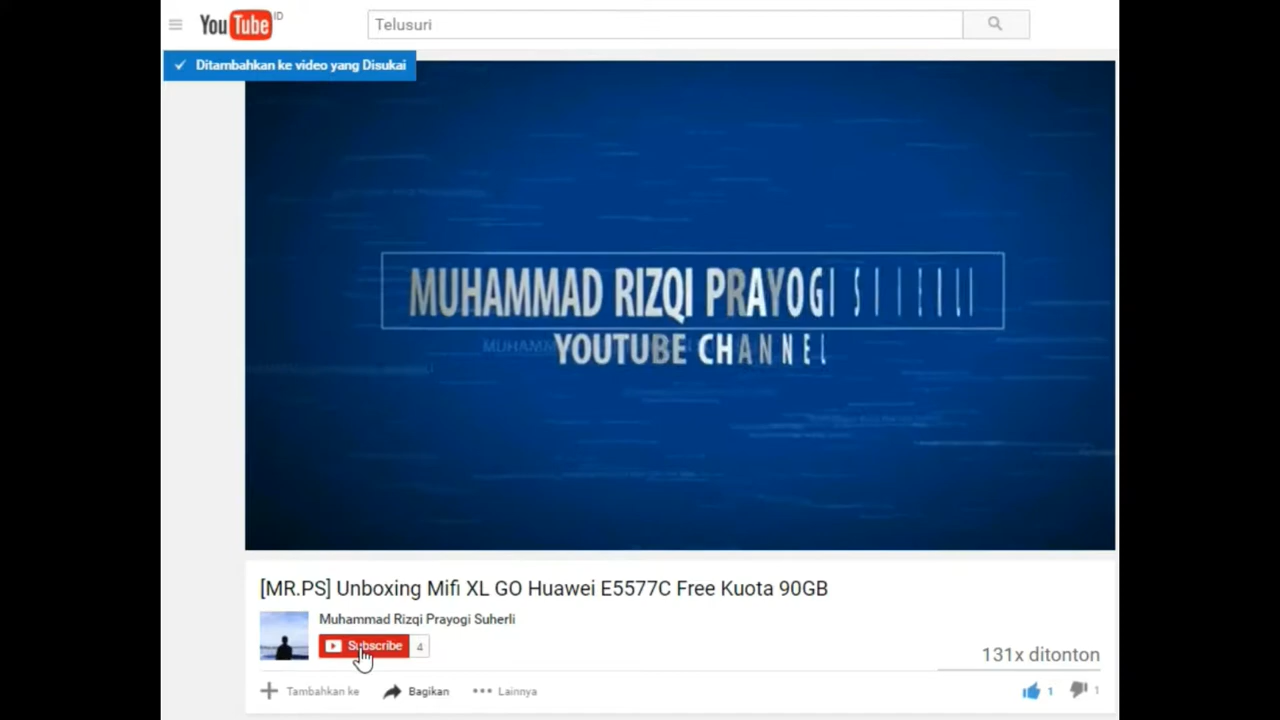 YouTube ID
Telusuri
Ditambahkan ke video yang Disukai
MUHAMMAD RIZQI PRAYOGI SUHERLI
YOUTUBE CHANNEL
[MR.PS] Unboxing Mifi XL GO Huawei E5577C Free Kuota 90GB
Muhammad Rizqi Prayogi Suherli
Subscribe 4
131x ditonton
Tambahkan ke Bagikan Lainnya 1 1